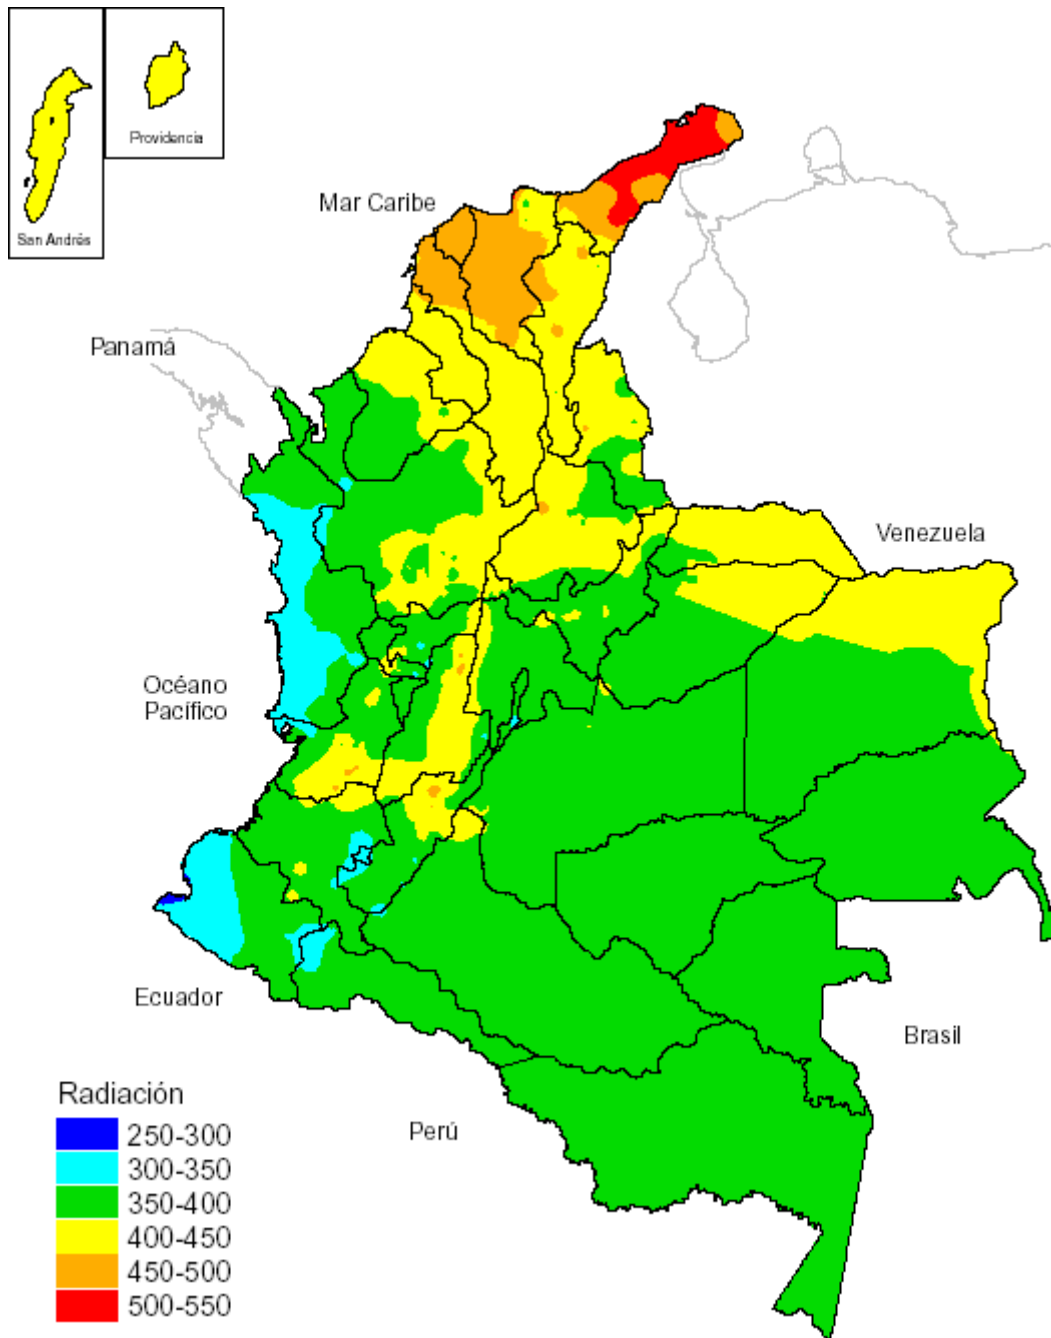 Providencia
San Andrés
Mar Caribe
Panamá
Venezuela
Océano
Pacífico
Ecuador
Brasil
Perú
Radiación
250-300
300-350
350-400
400-450
450-500
500-550